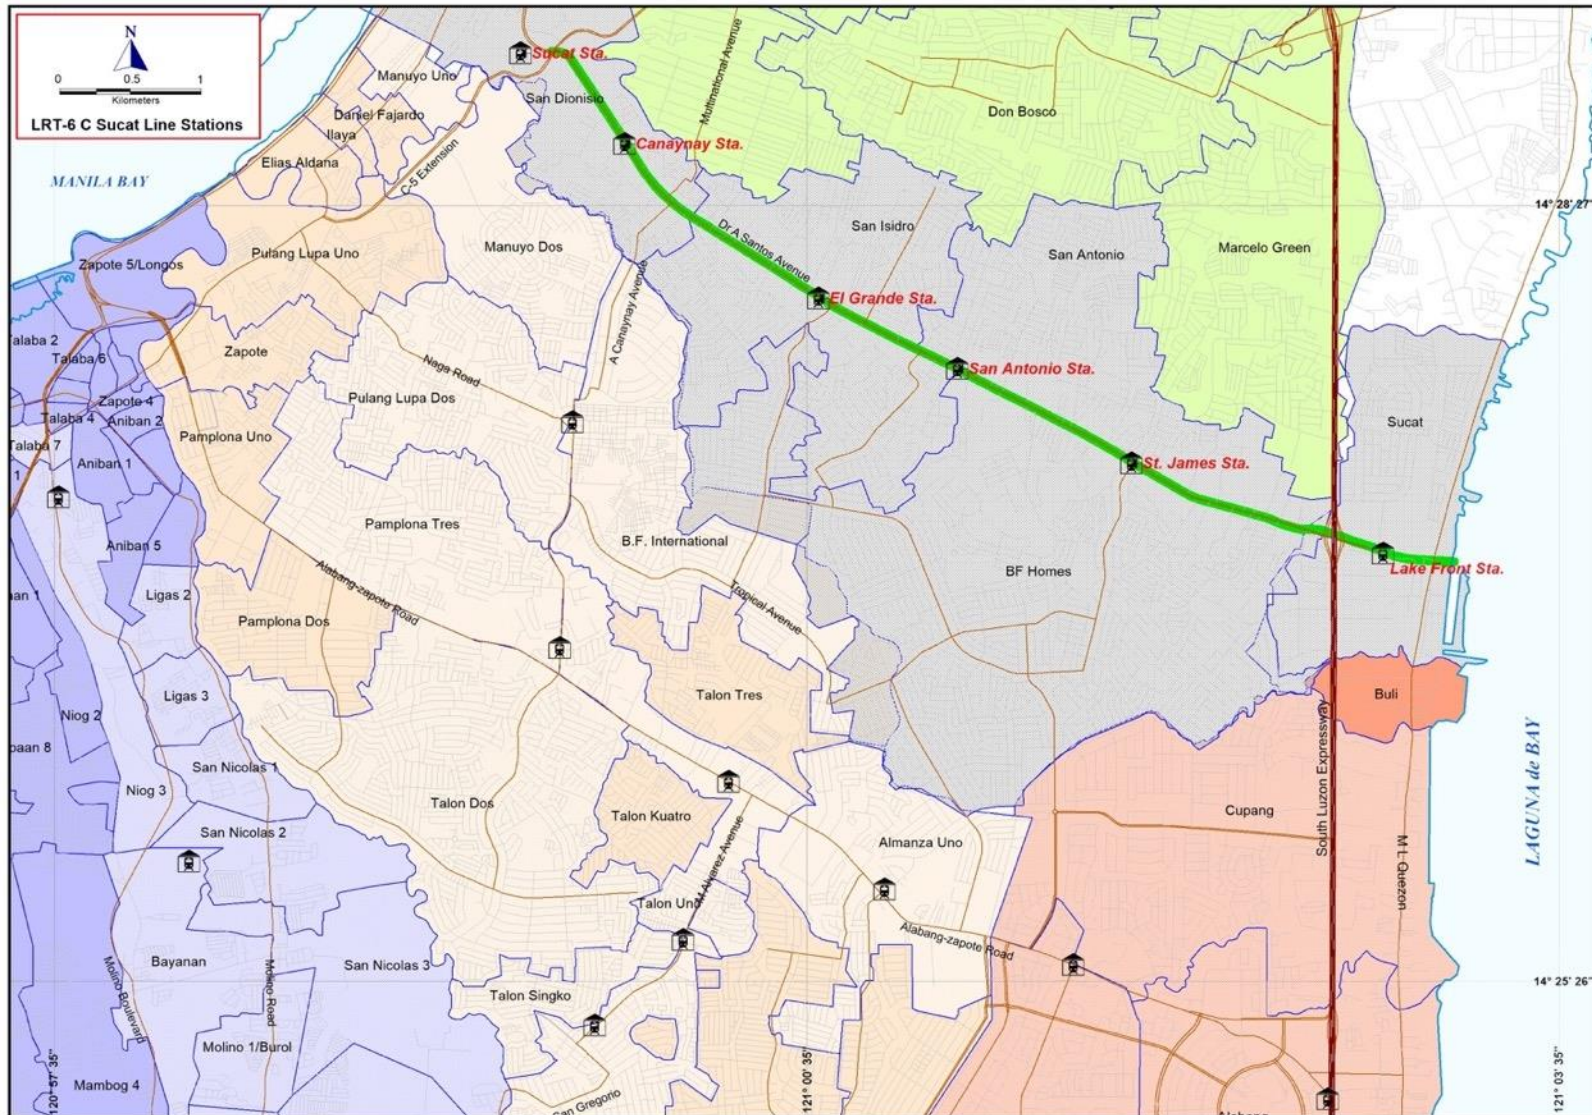 N
0 0.5 1
Kilometers
LRT-6 C Sucat Line Stations
MANILA BAY
Sucat Sta.
Manuyo Uno
San Dionisio
Multinational Avenue
Daniel Fajardo
Ilaya
Don Bosco
Canaynay Sta.
Elias Aldana
C-5 Extension
14° 28' 27"
San Isidro
Dr A Santos Avenue
Manuyo Dos
Pulang Lupa Uno
San Antonio
Marcelo Green
Zapote 5/Longos
A Canaynay Avenue
El Grande Sta.
Talaba 2
Talaba 6
Zapote
Naga Road
San Antonio Sta.
Pulang Lupa Dos
Zapote 4
Talaba 4
Aniban 2
Sucat
Pamplona Uno
Talaba 7
Aniban 1
1
St. James Sta.
Pamplona Tres
B.F. International
Aniban 5
Alabang-zapote Road
Lake Front Sta.
BF Homes
aan 1
Ligas 2
Tropical Avenue
Pamplona Dos
Ligas 3
Talon Tres
Buli
Niog 2
paan 8
San Nicolas 1
South Luzon Expressway
LAGUNA de BAY
Niog 3
Talon Dos
Talon Kuatro
Cupang
San Nicolas 2
Almanza Uno
M Alvarez Avenue
M L Quezon
Talon Uno
Alabang-zapote Road
Bayanan
San Nicolas 3
Molino Boulevard
Molino Road
Talon Singko
14° 25' 26"
Molino 1/Burol
Mambog 4
San Gregorio
Alabang
120° 57' 35"
121° 00' 35"
121° 03' 35"